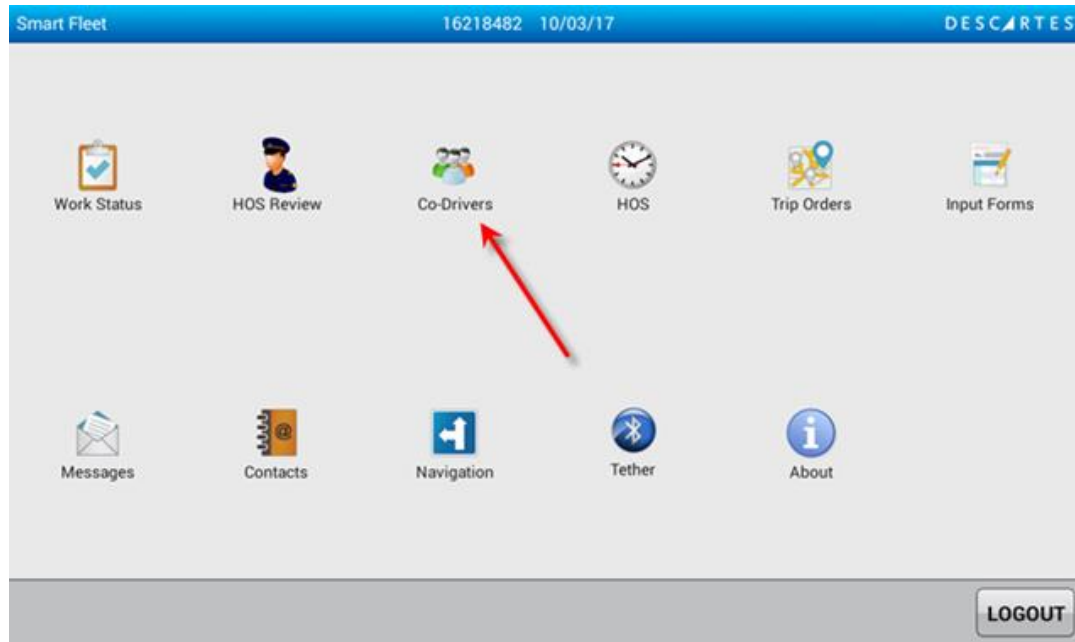 Smart Fleet 16218482 10/03/17 DESCARTES
Work Status HOS Review Co-Drivers HOS Trip Orders Input Forms
@
Messages Contacts Navigation Tether About
LOGOUT